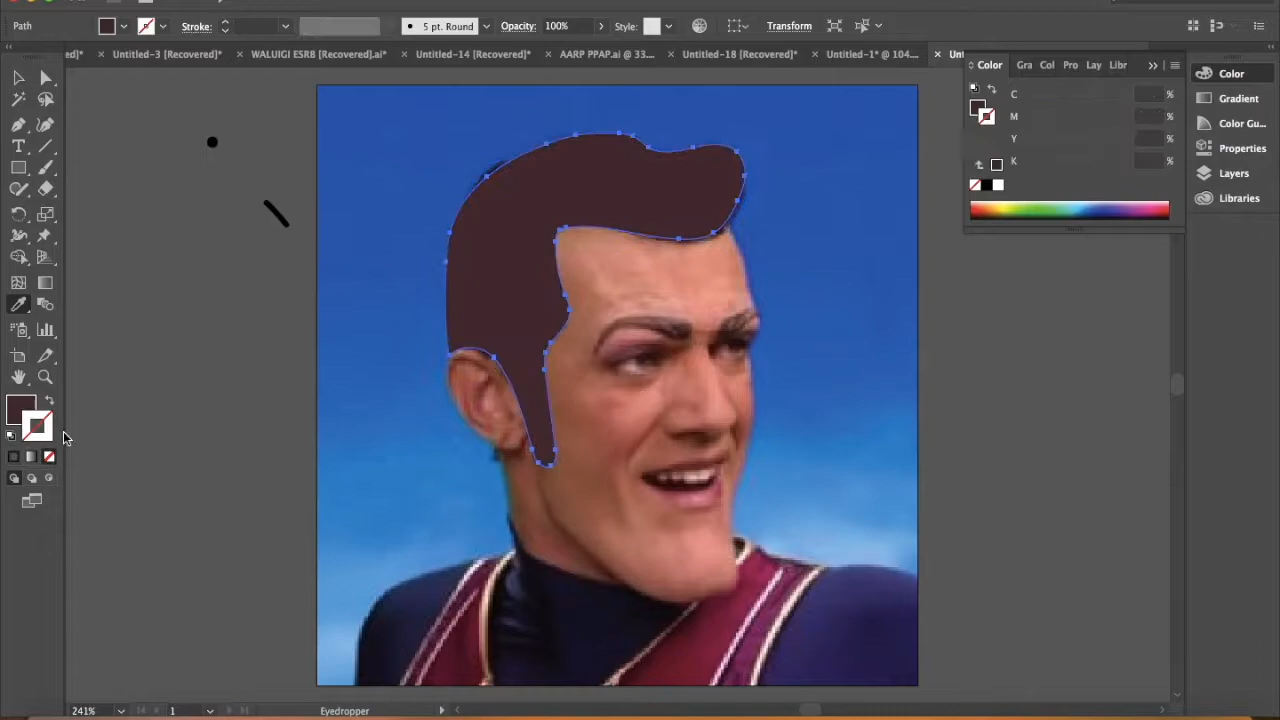 Path
Stroke:
5 pt. Round
Opacity: 100%
Style:
Transform
ed]*
Untitled-3 [Recovered]*
WALUIGI ESRB [Recovered].ai*
Untitled-14 [Recovered]*
AARP PPAP.ai @ 33....
Untitled-18 [Recovered]*
Untitled-1* @ 104....
Unt
Color
Gra
Col
Pro
Lay
Libr
C %
M %
Y %
K %
Color
Gradient
Color Gu...
Properties
Layers
Libraries
241%
1
Eyedropper